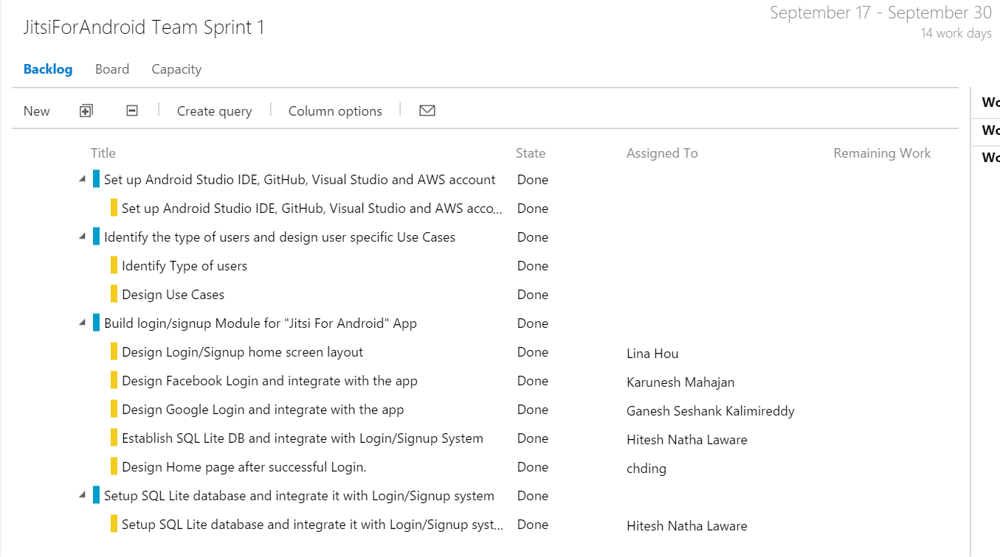 September 17 - September 30
JitsiForAndroid Team Sprint 1
14 work days
Backlog Board Capacity
New Create query Column options
Title State Assigned To Remaining Work
Set up Android Studio IDE, GitHub, Visual Studio and AWS account Done
Set up Android Studio IDE, GitHub, Visual Studio and AWS acco... Done
Identify the type of users and design user specific Use Cases Done
Identify Type of users Done
Design Use Cases Done
Build login/signup Module for "Jitsi For Android" App Done
Design Login/Signup home screen layout Done Lina Hou
Design Facebook Login and integrate with the app Done Karunesh Mahajan
Design Google Login and integrate with the app Done Ganesh Seshank Kalimireddy
Establish SQL Lite DB and integrate with Login/Signup System Done Hitesh Natha Laware
Design Home page after successful Login. Done chding
Setup SQL Lite database and integrate it with Login/Signup system Done
Setup SQL Lite database and integrate it with Login/Signup syst... Done Hitesh Natha Laware